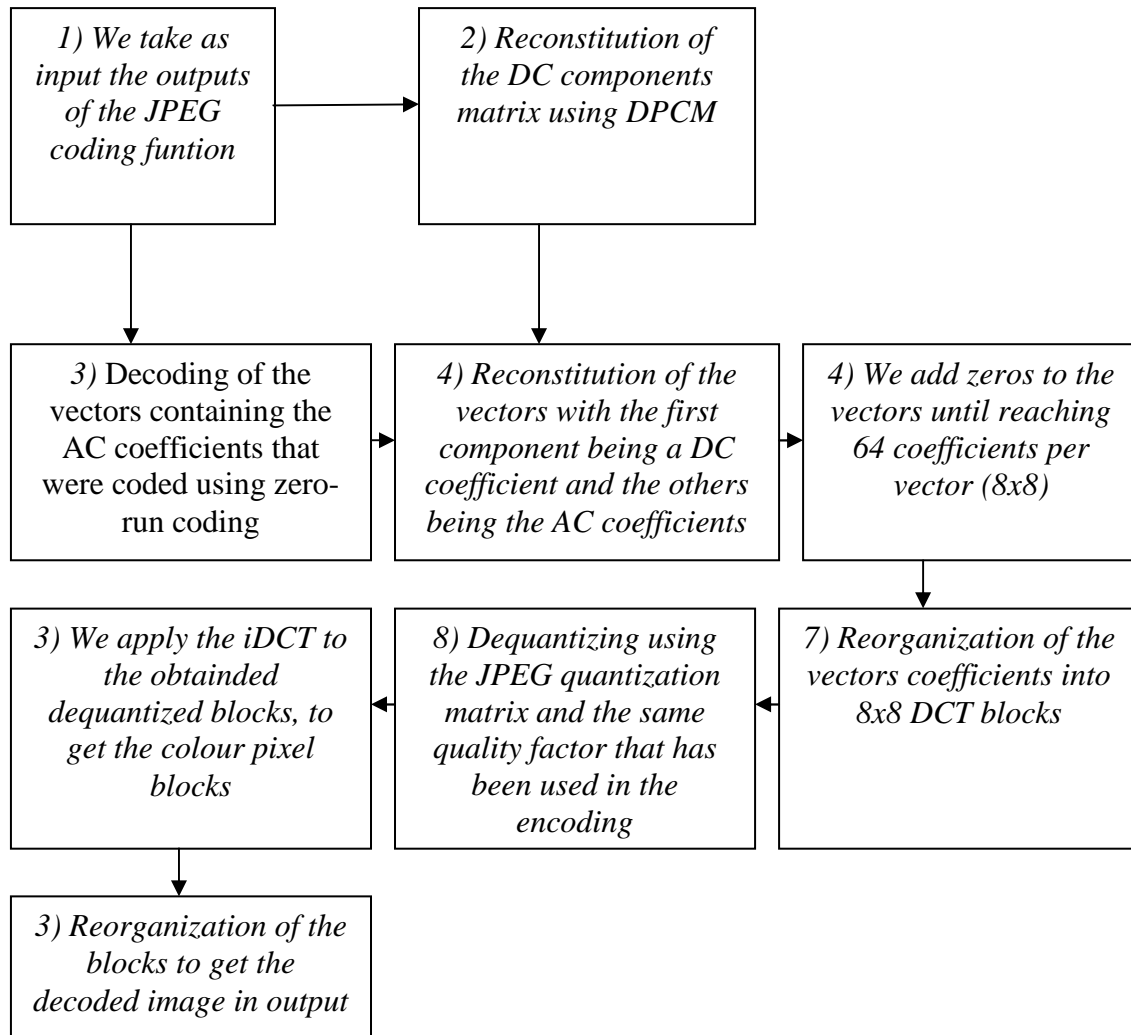 1) We take as
input the outputs
of the JPEG
coding funtion
2) Reconstitution of
the DC components
matrix using DPCM
3) Decoding of the
vectors containing the
AC coefficients that
were coded using zero-
run coding
4) Reconstitution of the
vectors with the first
component being a DC
coefficient and the others
being the AC coefficients
4) We add zeros to the
vectors until reaching
64 coefficients per
vector (8x8)
3) We apply the iDCT to
the obtainded
dequantized blocks, to
get the colour pixel
blocks
8) Dequantizing using
the JPEG quantization
matrix and the same
quality factor that has
been used in the
encoding
7) Reorganization of the
vectors coefficients into
8x8 DCT blocks
3) Reorganization of the
blocks to get the
decoded image in output